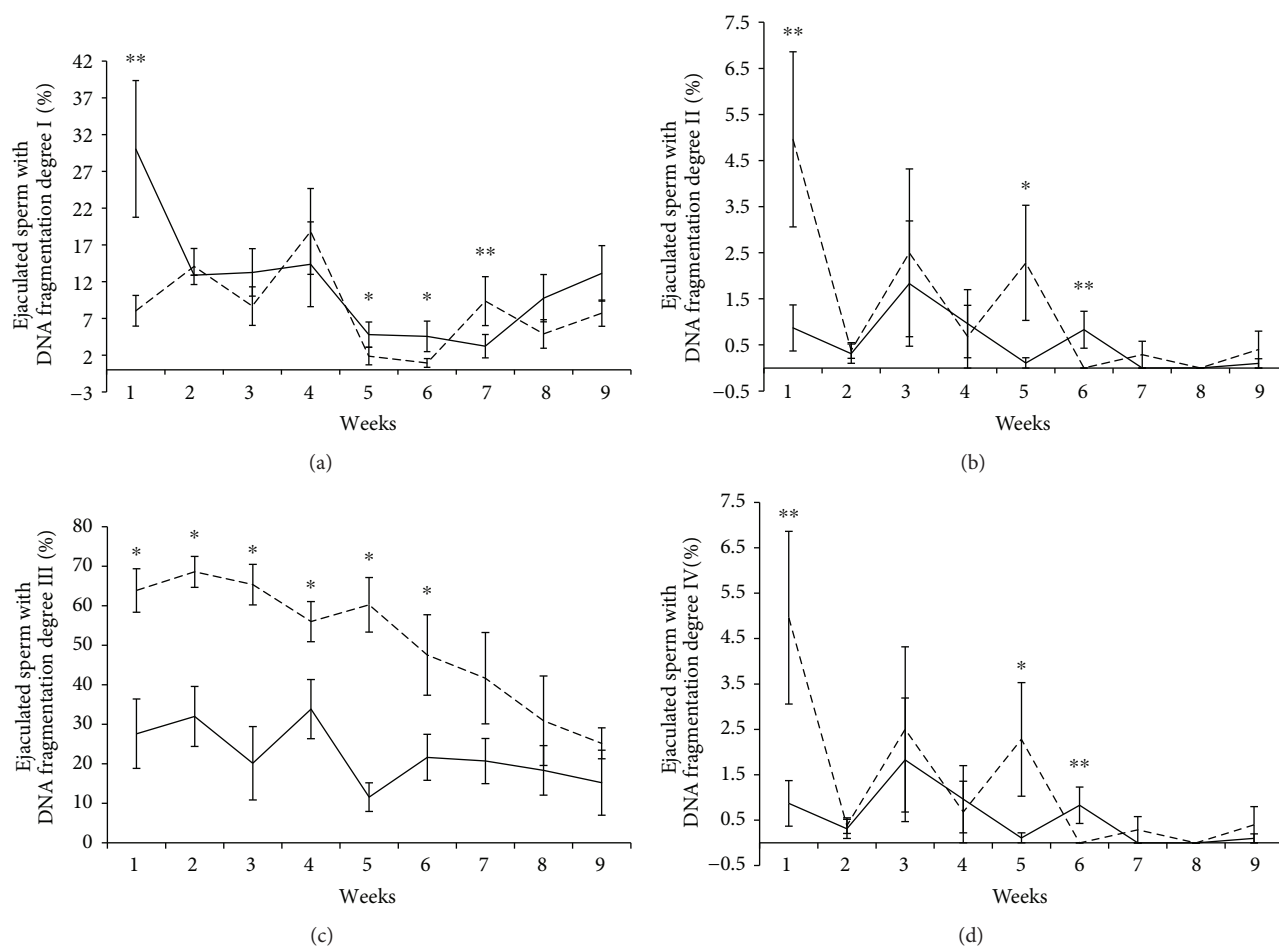 Ejaculated sperm with
DNA fragmentation degree I (%)
42
37
32
27
22
17
12
7
2
−3
**
*
*
**
1 2 3 4 5 6 7 8 9
Weeks
(a)
Ejaculated sperm with
DNA fragmentation degree II (%)
7.5
6.5
5.5
4.5
3.5
2.5
1.5
0.5
−0.5
**
*
**
1 2 3 4 5 6 7 8 9
Weeks
(b)
Ejaculated sperm with
DNA fragmentation degree III (%)
80
70
60
50
40
30
20
10
0
*
*
*
*
*
*
1 2 3 4 5 6 7 8 9
Weeks
(c)
Ejaculated sperm with
DNA fragmentation degree IV(%)
7.5
6.5
5.5
4.5
3.5
2.5
1.5
0.5
−0.5
**
*
**
1 2 3 4 5 6 7 8 9
Weeks
(d)